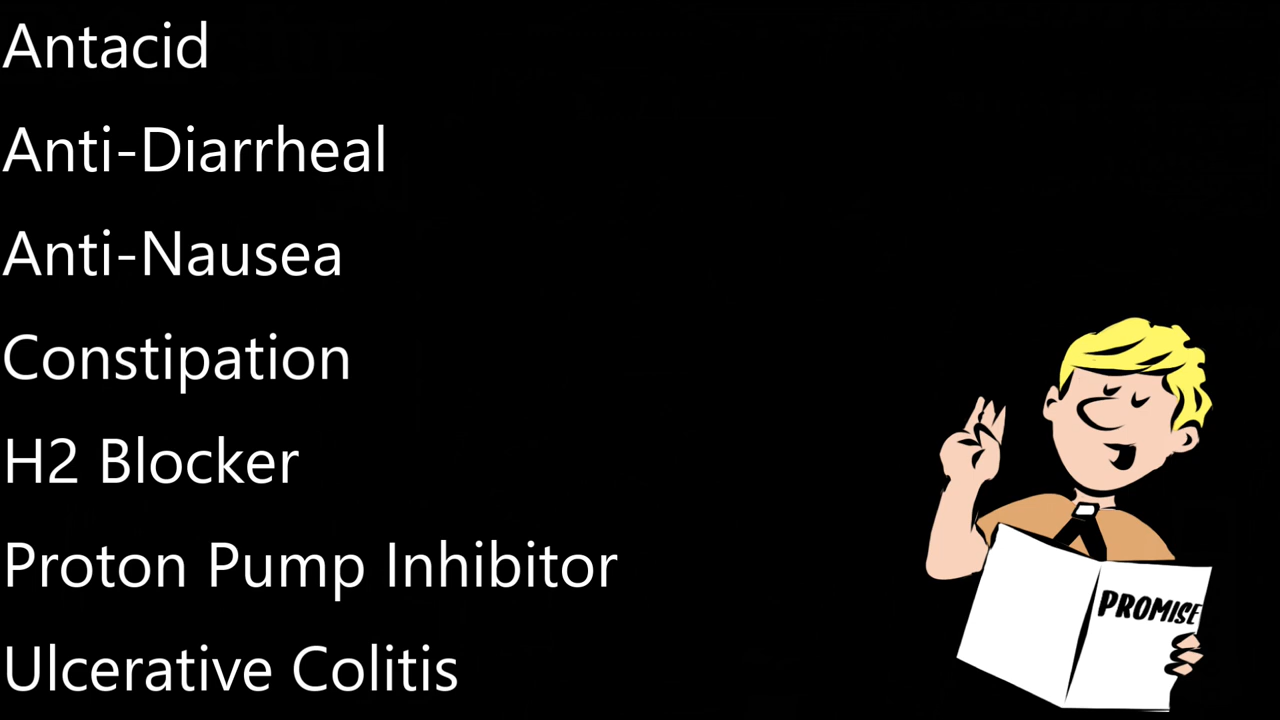 Antacid
Anti-Diarrheal
Anti-Nausea
Constipation
H2 Blocker
Proton Pump Inhibitor
PROMISE
Ulcerative Colitis